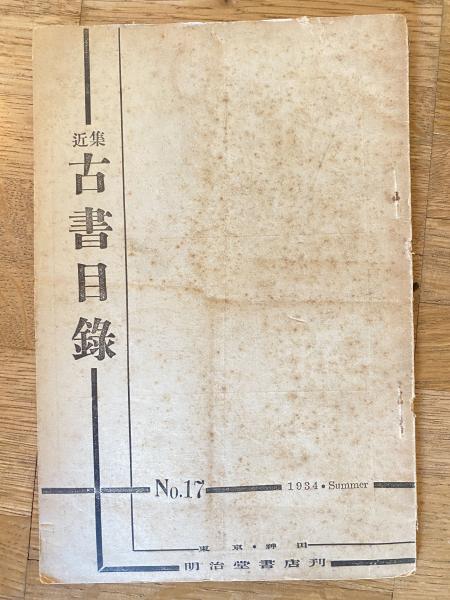 近集
古書目錄
No.17
1934・Summer
東京・神田
明治堂書店刊